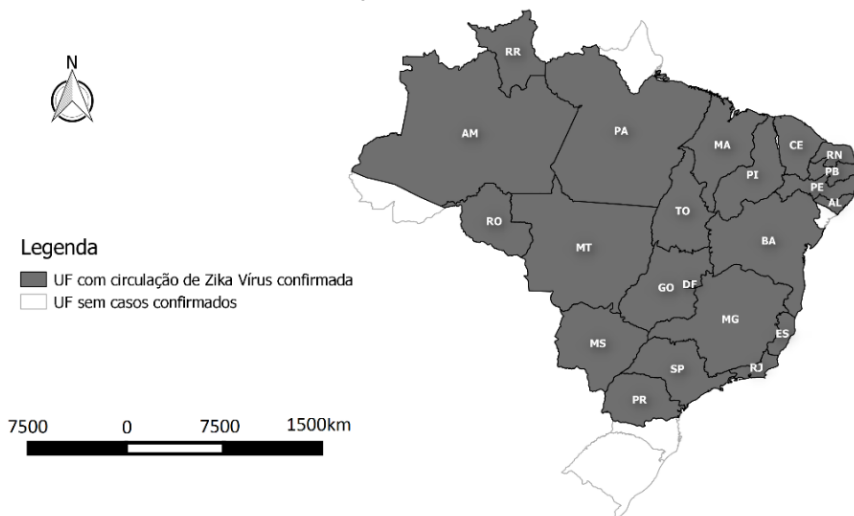 N
RR
AM
PA
MA
CE
RN
PB
PI
PE
AL
TO
RO
BA
MT
GO
DF
MG
ES
MS
SP
RJ
PR
Legenda
UF com circulação de Zika Vírus confirmada
UF sem casos confirmados
7500 0 7500 1500km